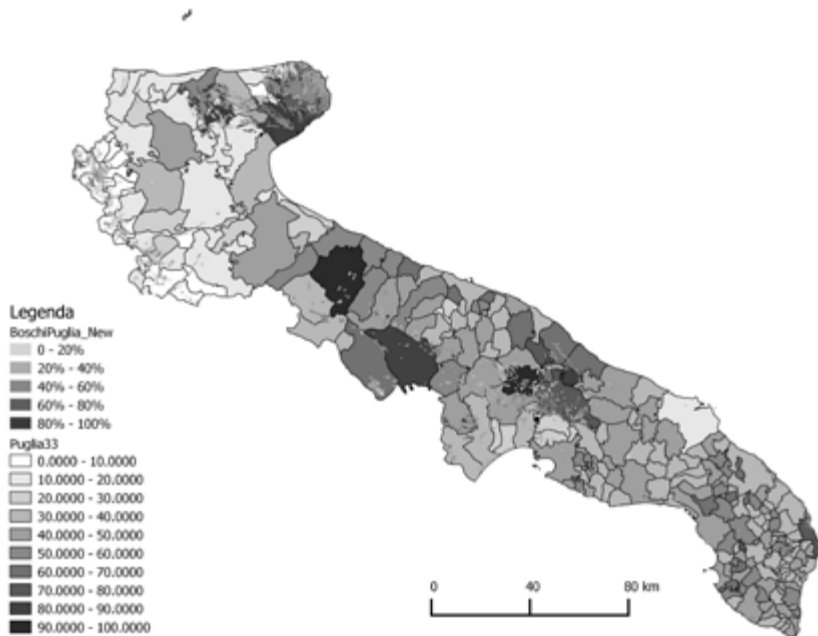 Legenda
BoschiPuglia_New
0 - 20%
20% - 40%
40% - 60%
60% - 80%
80% - 100%
Puglia33
0.0000 - 10.0000
10.0000 - 20.0000
20.0000 - 30.0000
30.0000 - 40.0000
40.0000 - 50.0000
50.0000 - 60.0000
60.0000 - 70.0000
70.0000 - 80.0000
80.0000 - 90.0000
90.0000 - 100.0000
0 40 80 km